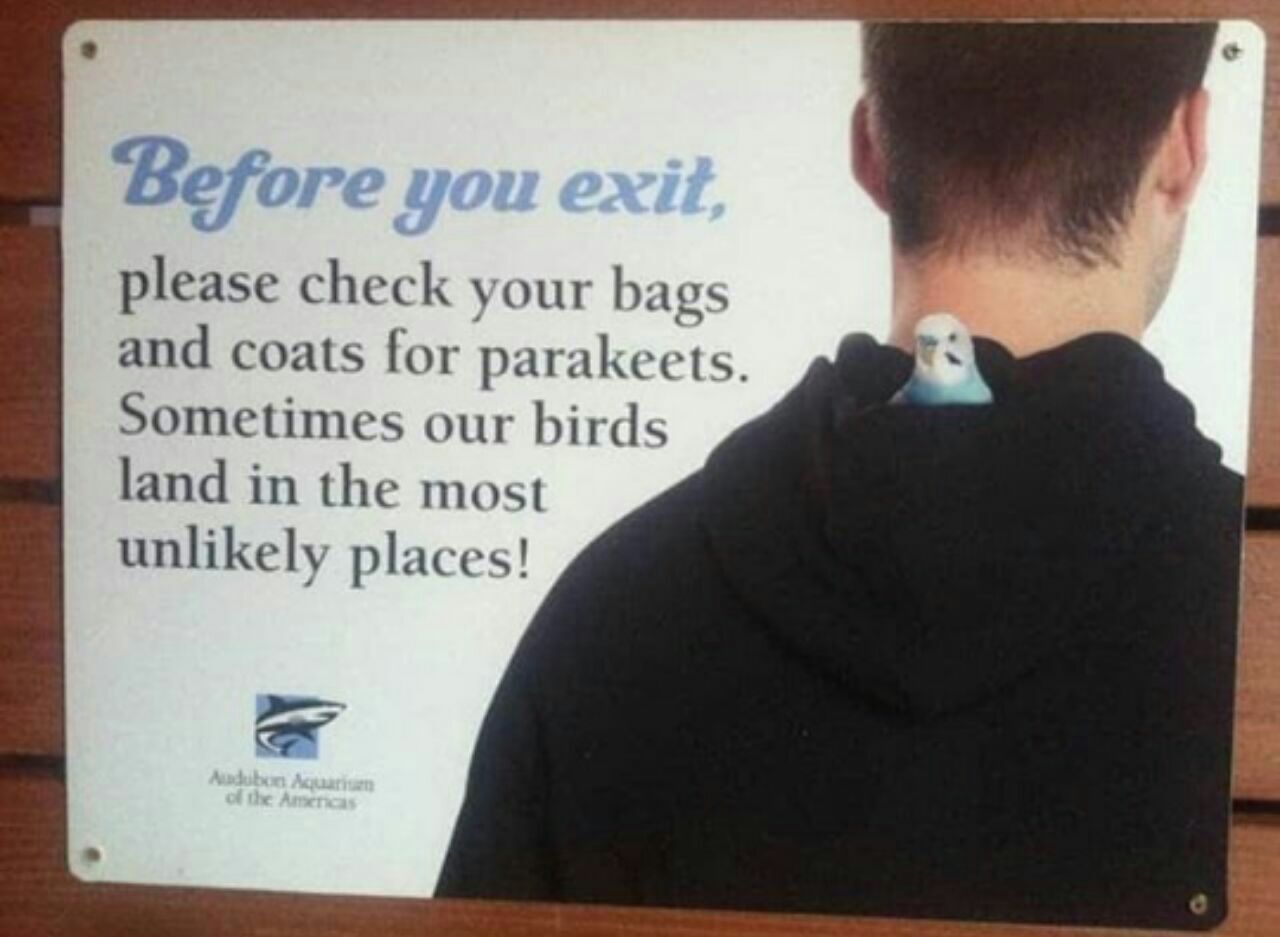 Before you exit,
please check your bags
and coats for parakeets.
Sometimes our birds
land in the most
unlikely places!
Audubon Aquarium
of the Americas